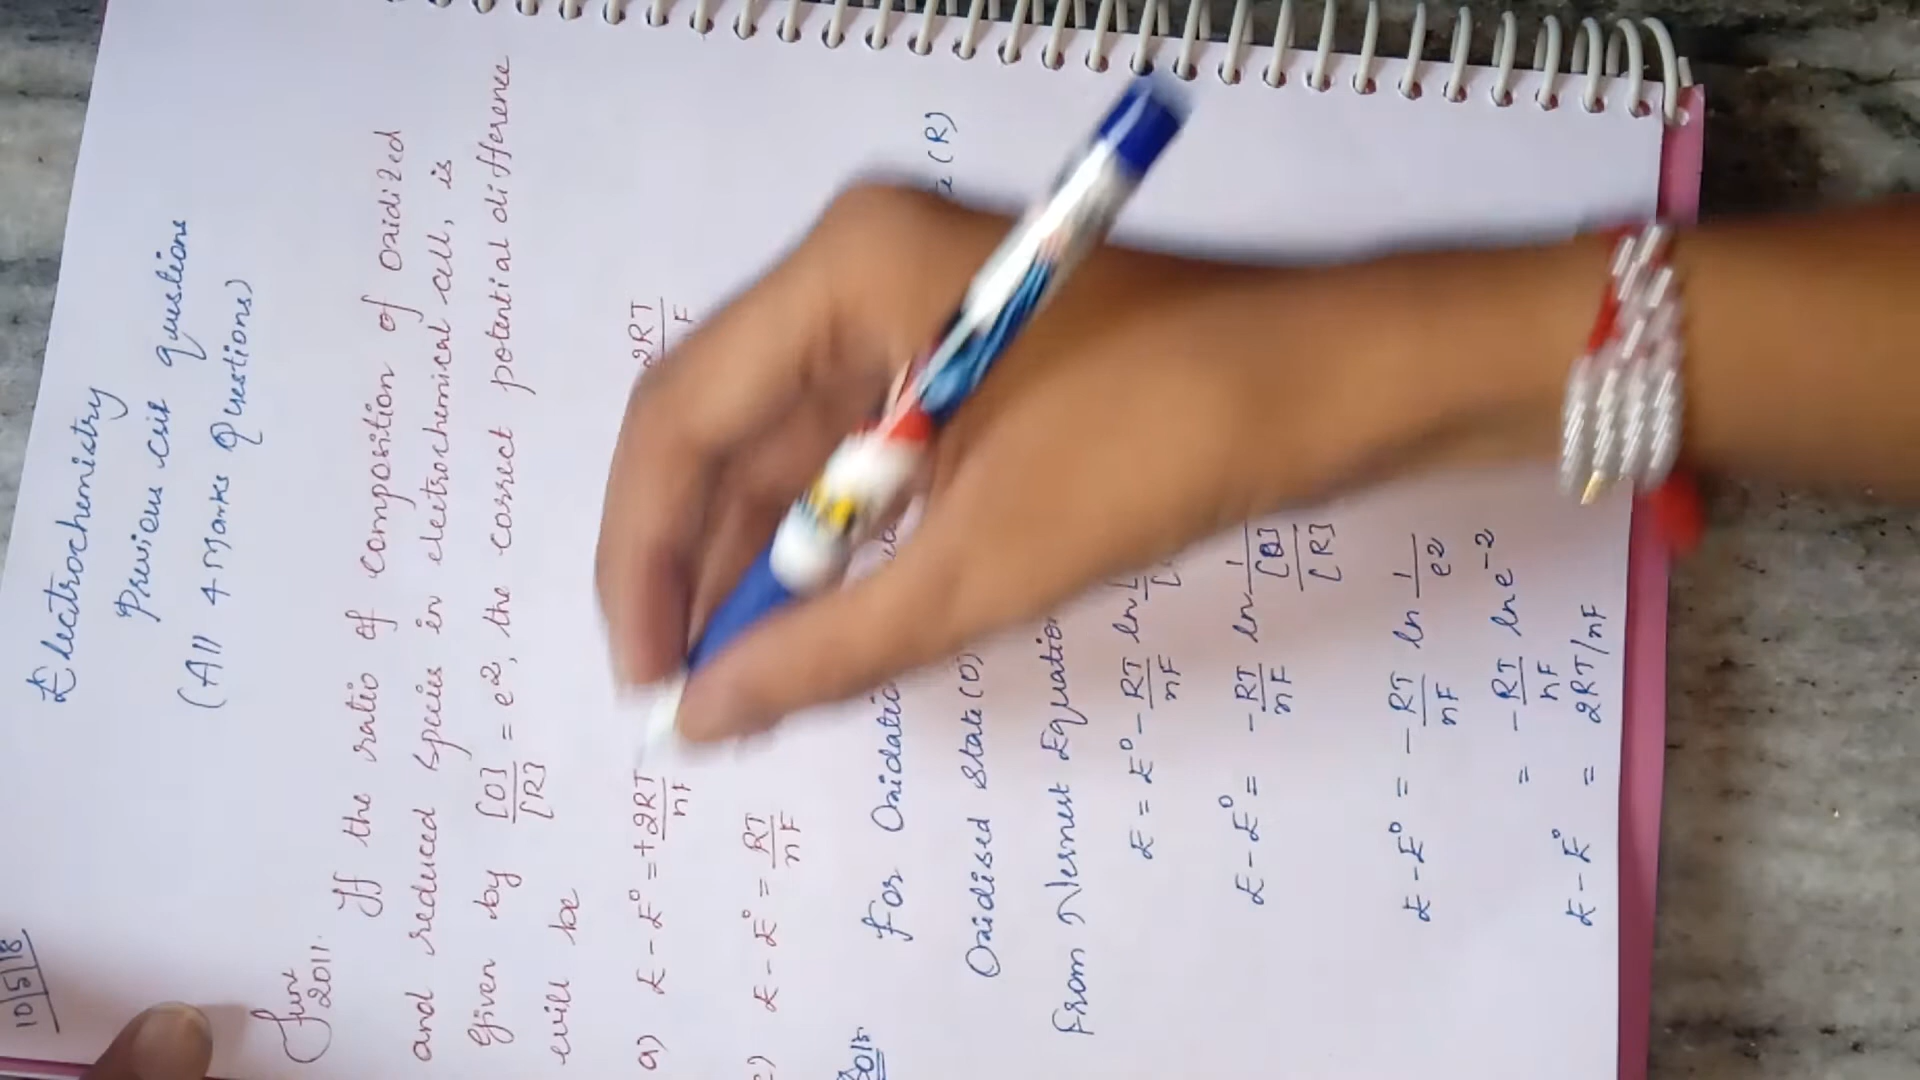 10/5/18
Electrochemistry
Previous csir questions
(All 4 Marks Questions)
June 2011.
If the ratio of composition of oxidized
and reduced species in electrochemical cell, is
given by [O]/[R] = e², the correct potential difference
will be
a) E - E° = +2RT/nF
2RT/F
c) E - E° = RT/nF
Soln
For
Oxidised state (O)
(R)
From Nernst Equation
E = E° - RT/nF ln
E - E° = - RT/nF ln 1/[O]/[R]
E - E° = - RT/nF ln 1/e²
= - RT/nF ln e⁻²
E - E° = 2RT/nF